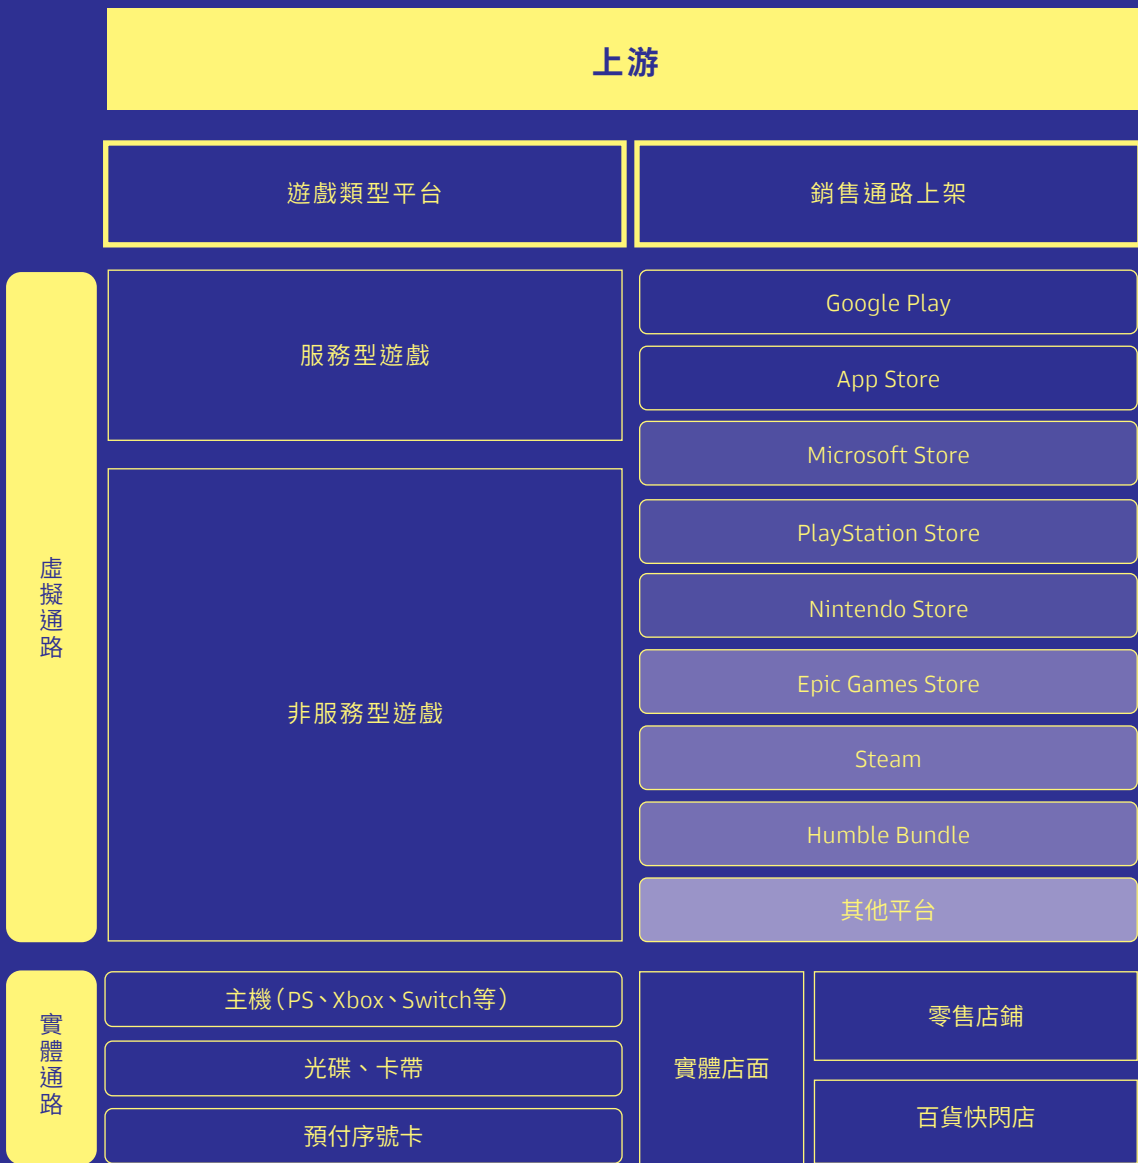 上游
遊戲類型平台
銷售通路上架
虛擬通路
服務型遊戲
非服務型遊戲
Google Play
App Store
Microsoft Store
PlayStation Store
Nintendo Store
Epic Games Store
Steam
Humble Bundle
其他平台
實體通路
主機（PS、Xbox、Switch等）
光碟、卡帶
預付序號卡
實體店面
零售店鋪
百貨快閃店